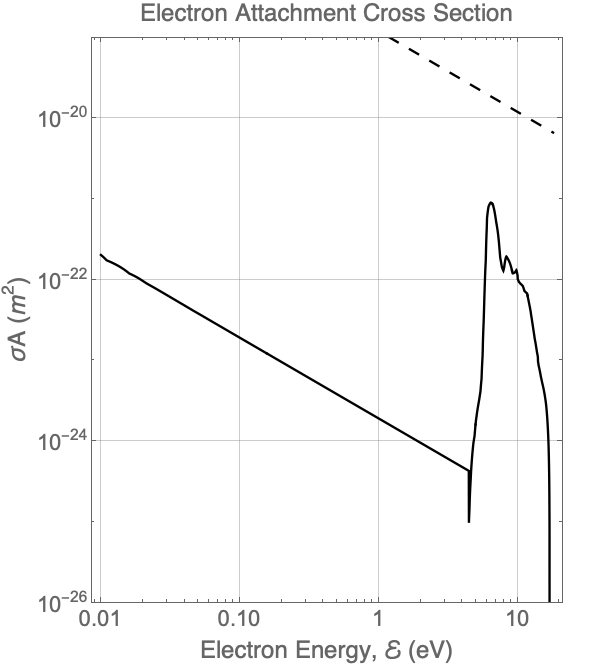 Electron Attachment Cross Section
10⁻²⁰
10⁻²²
10⁻²⁴
10⁻²⁶
σA (m²)
0.01 0.10 1 10
Electron Energy, ℰ (eV)